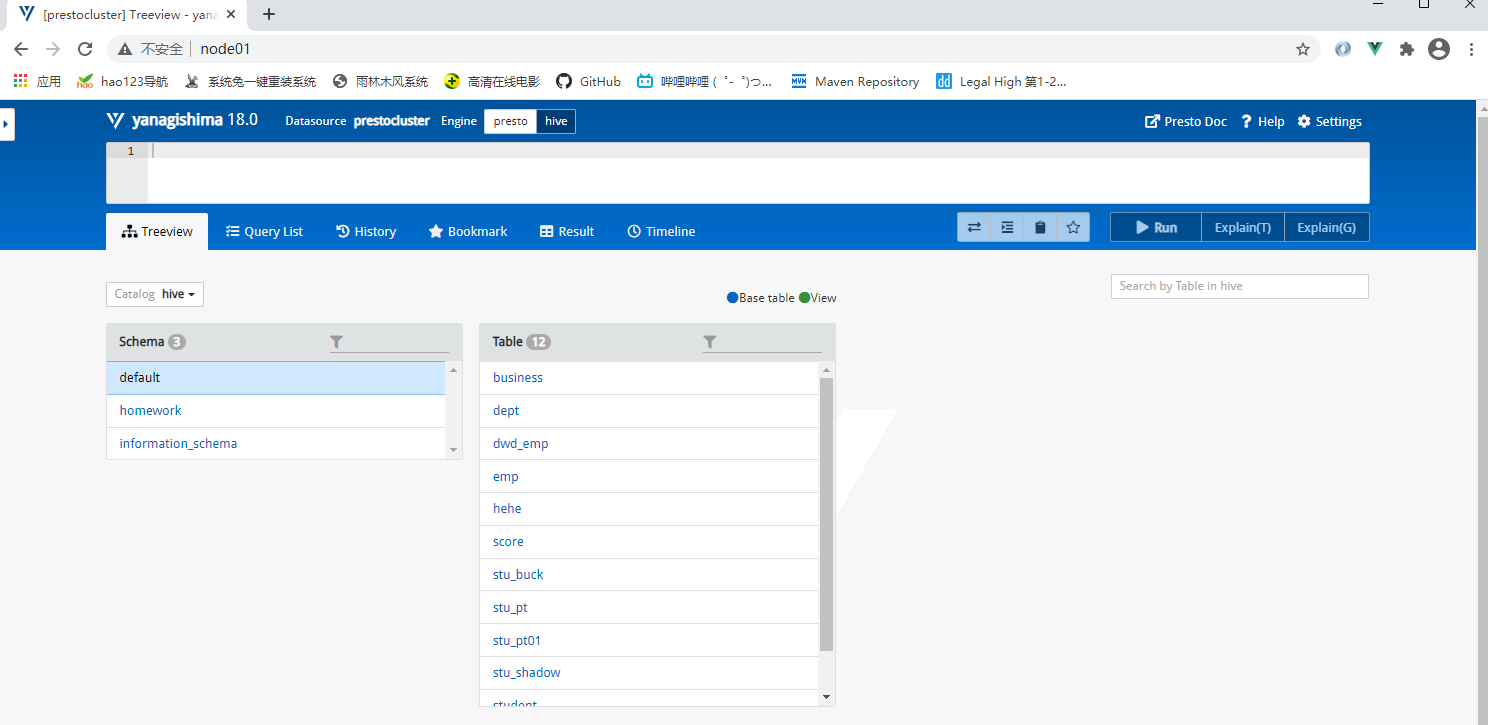 [prestocluster] Treeview - yana
不安全 node01
应用 hao123导航 系统兔一键重装系统 雨林木风系统 高清在线电影 GitHub 哔哩哔哩 (゜-゜)つ... Maven Repository Legal High 第1-2...
yanagishima 18.0 Datasource prestocluster Engine presto hive Presto Doc Help Settings
1
Treeview Query List History Bookmark Result Timeline Run Explain(T) Explain(G)
Catalog hive Base table View Search by Table in hive
Schema 3 Table 12
default business
homework dept
information_schema dwd_emp
emp
hehe
score
stu_buck
stu_pt
stu_pt01
stu_shadow
student